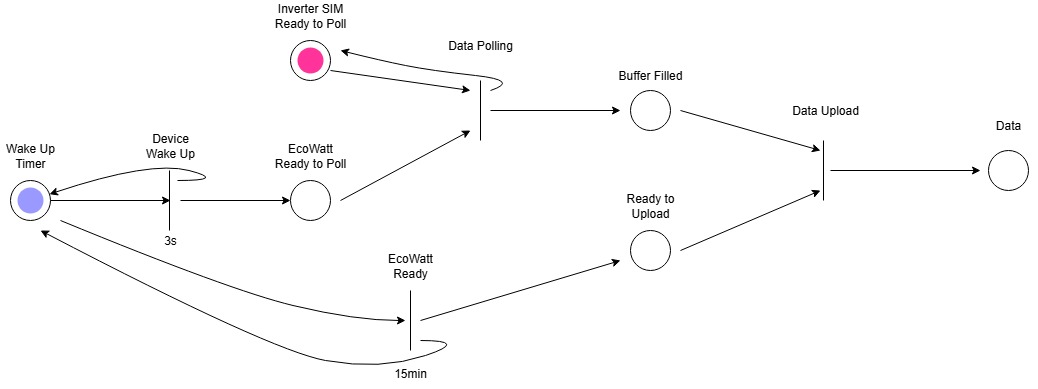 Inverter SIM
Ready to Poll
Data Polling
Buffer Filled
Data Upload
Data
Device
Wake Up
Wake Up
Timer
EcoWatt
Ready to Poll
Ready to
Upload
3s
EcoWatt
Ready
15min